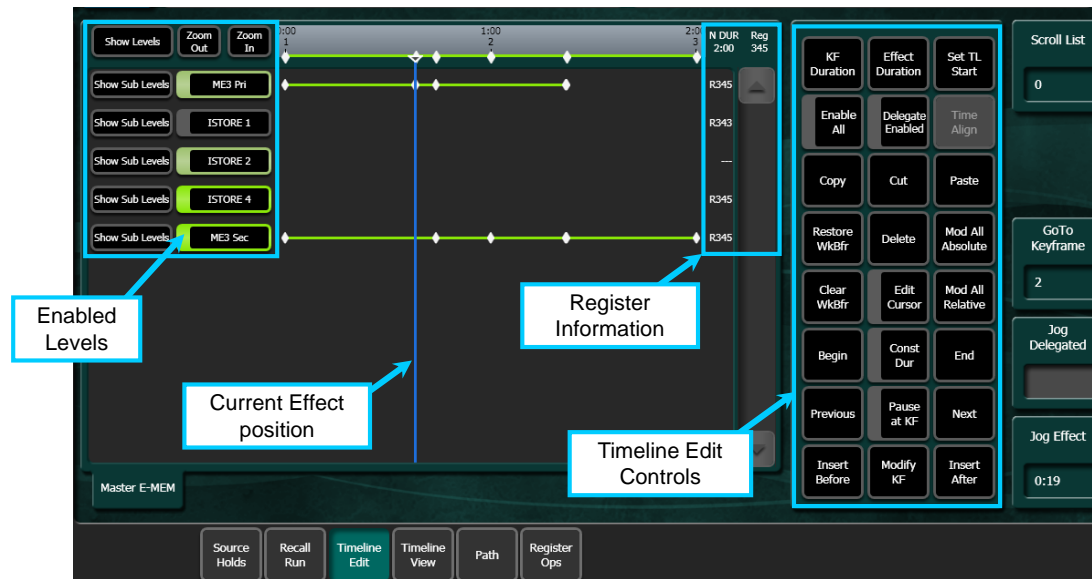 Show Levels
Zoom Out
Zoom In
0:00
1
1:00
2
2:0
3
N DUR
2:00
Reg
345
Show Sub Levels
ME3 Pri
R345
Show Sub Levels
ISTORE 1
R343
Show Sub Levels
ISTORE 2
---
Show Sub Levels
ISTORE 4
R345
Show Sub Levels
ME3 Sec
R345
Enabled
Levels
Current Effect
position
Register
Information
Timeline Edit
Controls
Master E-MEM
KF Duration
Effect Duration
Set TL Start
Enable All
Delegate Enabled
Time Align
Copy
Cut
Paste
Restore WkBfr
Delete
Mod All Absolute
Clear WkBfr
Edit Cursor
Mod All Relative
Begin
Const Dur
End
Previous
Pause at KF
Next
Insert Before
Modify KF
Insert After
Scroll List
0
GoTo
Keyframe
2
Jog
Delegated
Jog Effect
0:19
Source Holds
Recall Run
Timeline Edit
Timeline View
Path
Register Ops